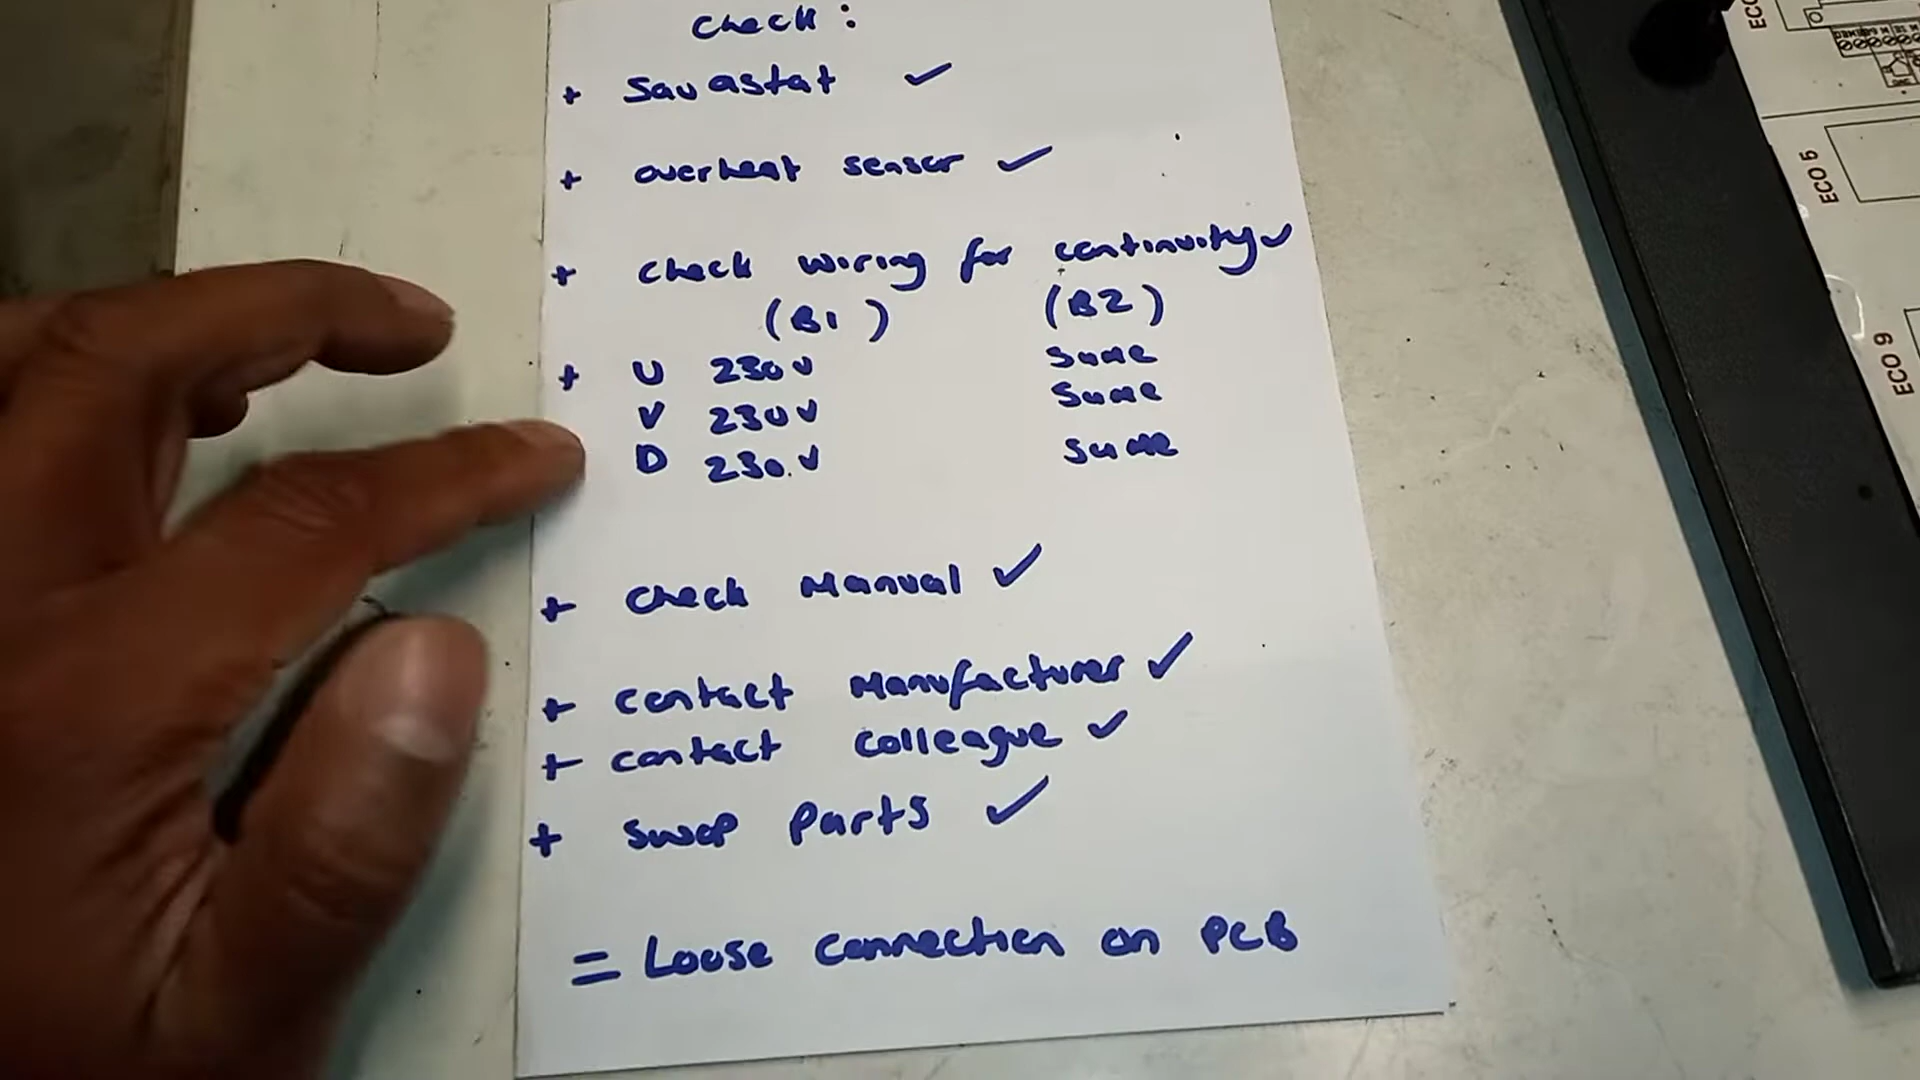 Check:
+ Savastat ✓
+ overheat sensor ✓
+ check wiring for continuity ✓
(B1) (B2)
+ U 230V Same
V 230V Same
D 230.V Same
+ check Manual ✓
+ contact Manufacturer ✓
+ contact colleague ✓
+ swap Parts ✓
= Loose connection on PCB
ECO 5
ECO 9